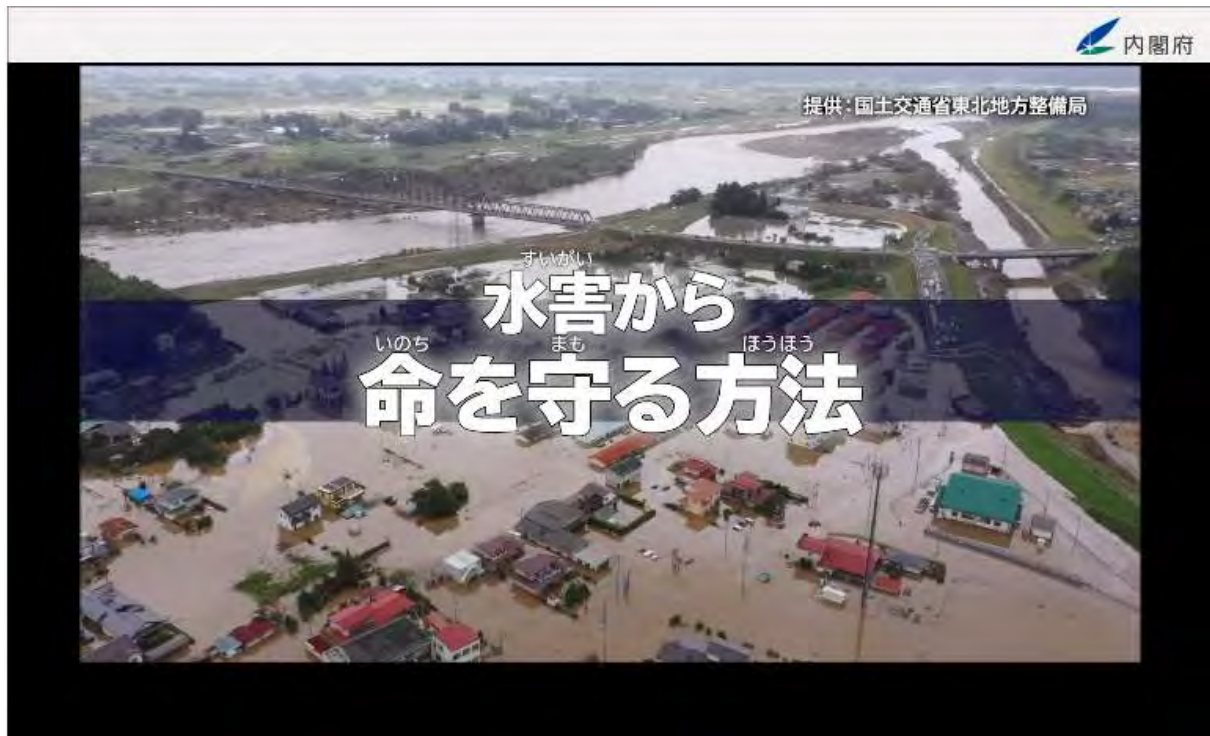 内閣府
提供：国土交通省東北地方整備局
すいがい
水害から
いのち まも ほうほう
命を守る方法